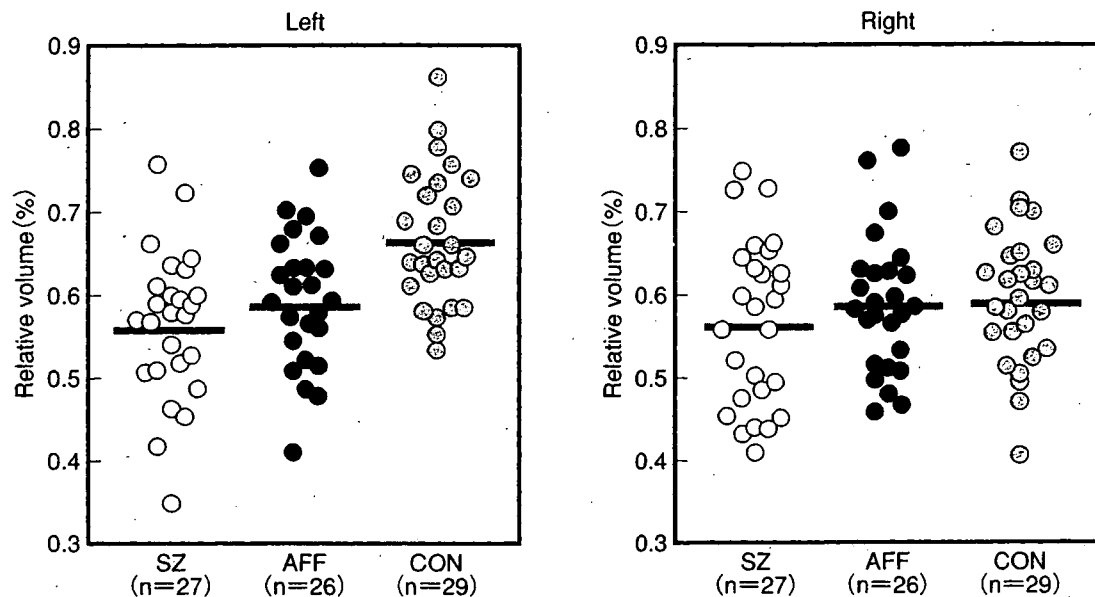 Left
Relative volume (%)
0.9
0.8
0.7
0.6
0.5
0.4
0.3
SZ
(n=27)
AFF
(n=26)
CON
(n=29)
Right
Relative volume (%)
0.9
0.8
0.7
0.6
0.5
0.4
0.3
SZ
(n=27)
AFF
(n=26)
CON
(n=29)